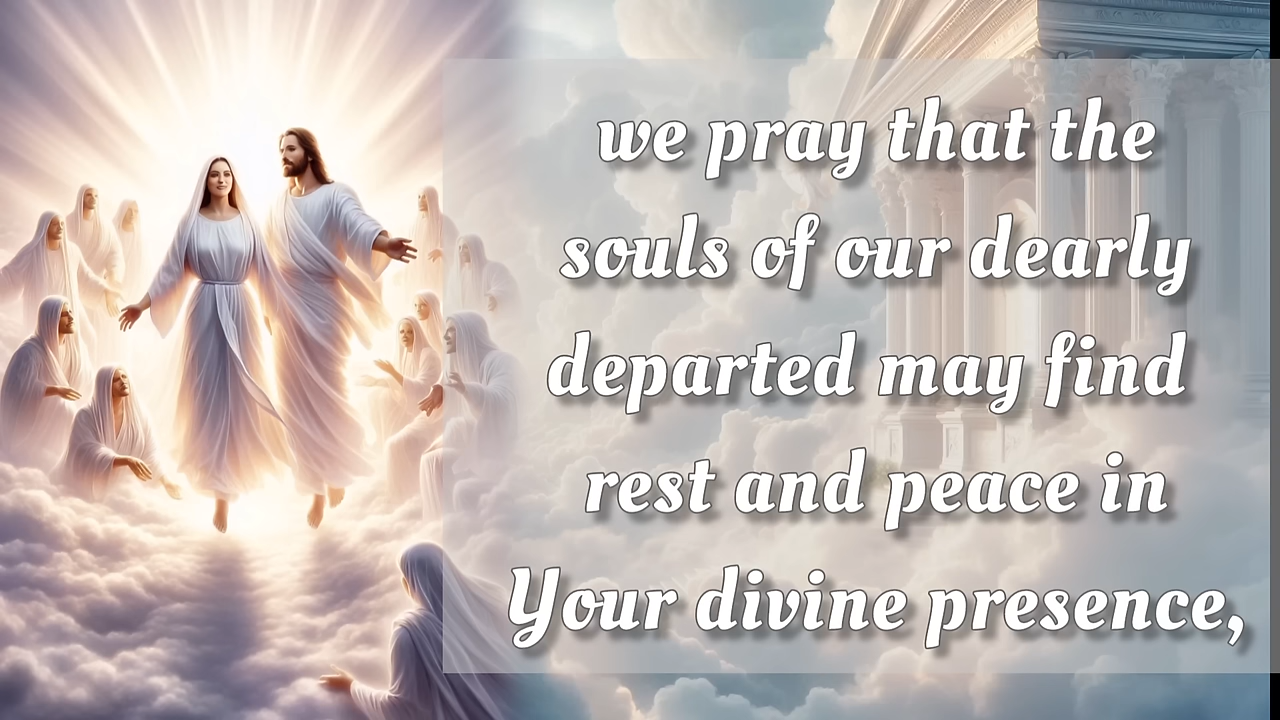 we pray that the
souls of our dearly
departed may find
rest and peace in
Your divine presence,